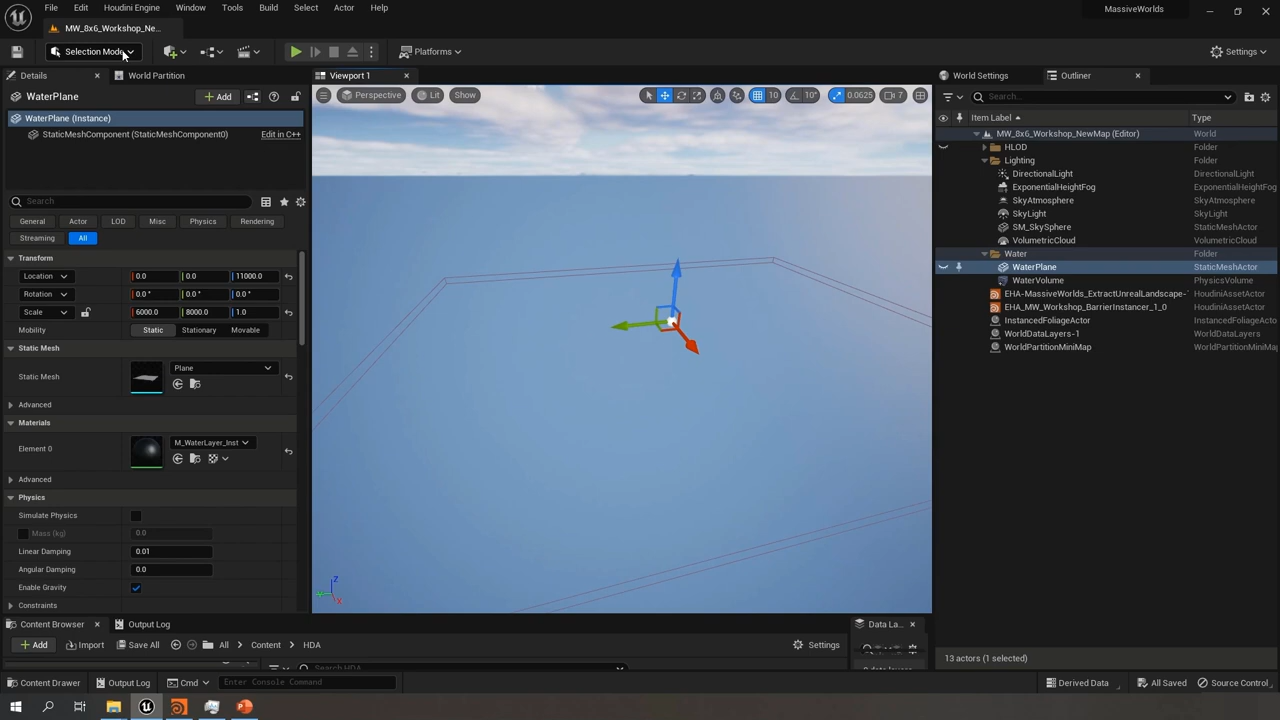 File Edit Houdini Engine Window Tools Build Select Actor Help
MassiveWorlds
MW_8x6_Workshop_Ne...
Selection Mode
Platforms
Settings
Details
World Partition
Viewport 1
World Settings
Outliner
WaterPlane
Add
Perspective
Lit
Show
10
10°
0.0625
7
Search...
WaterPlane (Instance)
Item Label
Type
StaticMeshComponent (StaticMeshComponent0)
Edit in C++
MW_8x6_Workshop_NewMap (Editor) World
HLOD Folder
Lighting Folder
DirectionalLight DirectionalLight
ExponentialHeightFog ExponentialHeightFog
SkyAtmosphere SkyAtmosphere
SkyLight SkyLight
SM_SkySphere StaticMeshActor
VolumetricCloud VolumetricCloud
Water Folder
WaterPlane StaticMeshActor
WaterVolume PhysicsVolume
EHA-MassiveWorlds_ExtractUnrealLandscape- HoudiniAssetActor
EHA_MW_Workshop_BarrierInstancer_1_0 HoudiniAssetActor
InstancedFoliageActor InstancedFoliageActo
WorldDataLayers-1 WorldDataLayers
WorldPartitionMiniMap WorldPartitionMiniMa
Search
General Actor LOD Misc Physics Rendering
Streaming All
Transform
Location 0.0 0.0 11000.0
Rotation 0.0° 0.0° 0.0°
Scale 6000.0 8000.0 1.0
Mobility Static Stationary Movable
Static Mesh
Static Mesh Plane
Advanced
Materials
Element 0 M_WaterLayer_Inst
Advanced
Physics
Simulate Physics
Mass (kg) 0.0
Linear Damping 0.01
Angular Damping 0.0
Enable Gravity
Constraints
Z
X
Content Browser
Output Log
Data La...
Add
Import
Save All
All
Content
HDA
Settings
Search HDA
13 actors (1 selected)
Content Drawer
Output Log
Cmd
Enter Console Command
Derived Data
All Saved
Source Control